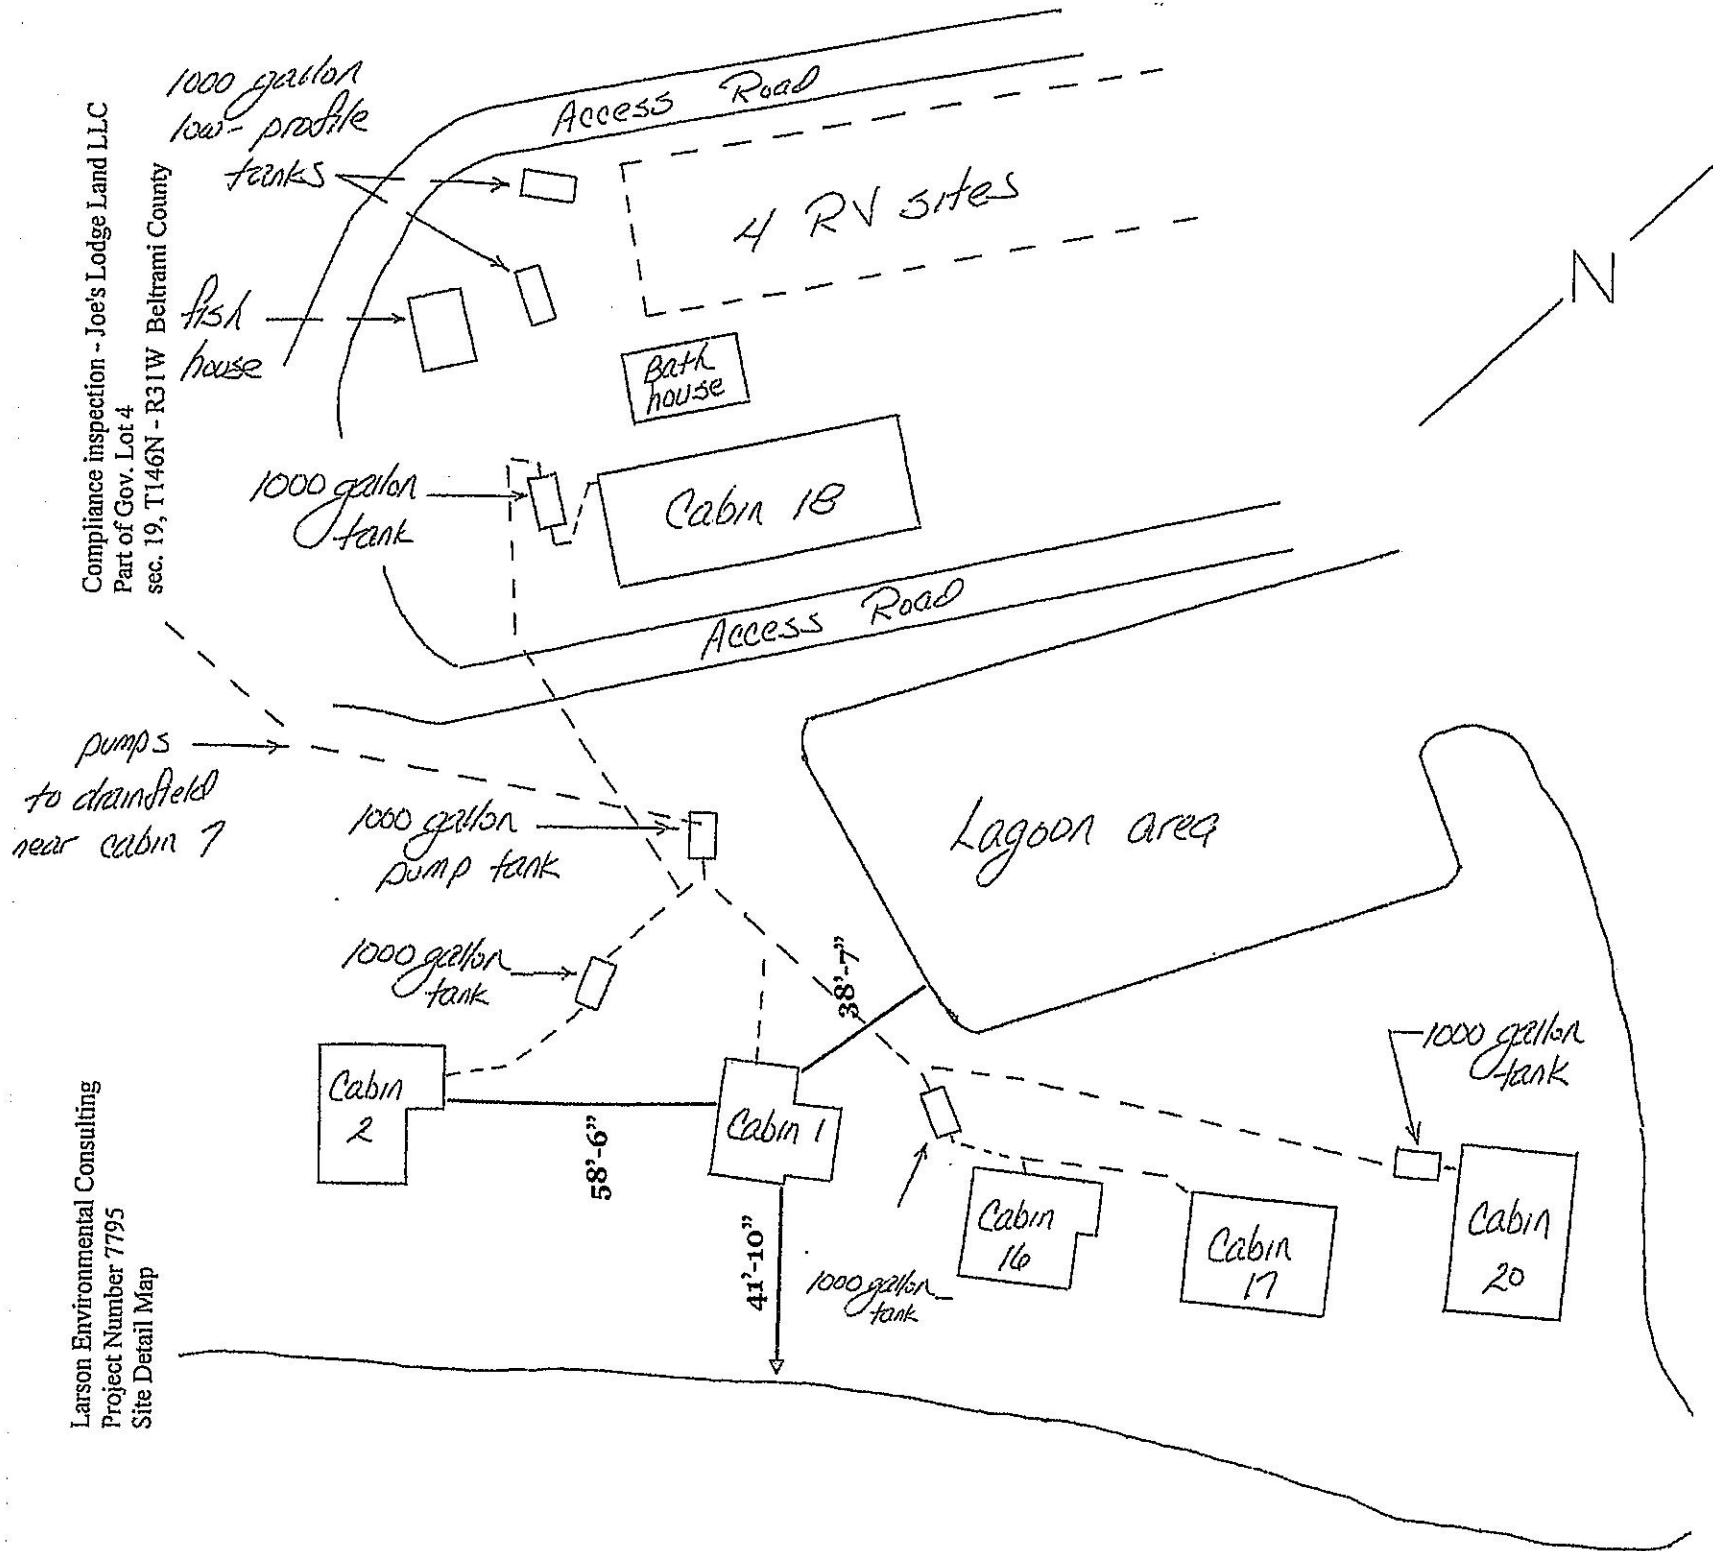 Compliance inspection - Joe's Lodge Land LLC
Part of Gov. Lot 4
sec. 19, T146N - R31W Beltrami County
1000 gallon
low-profile
tanks
Access Road
4 RV sites
N
fish
house
Bath
house
1000 gallon
tank
Cabin 18
Access Road
pumps
to drainfield
near cabin 7
1000 gallon
pump tank
Lagoon area
1000 gallon
tank
38'-7"
1000 gallon
tank
Cabin
2
58'-6"
Cabin 1
41'-10"
1000 gallon
tank
Cabin
16
Cabin
17
Cabin
20
Larson Environmental Consulting
Project Number 7795
Site Detail Map